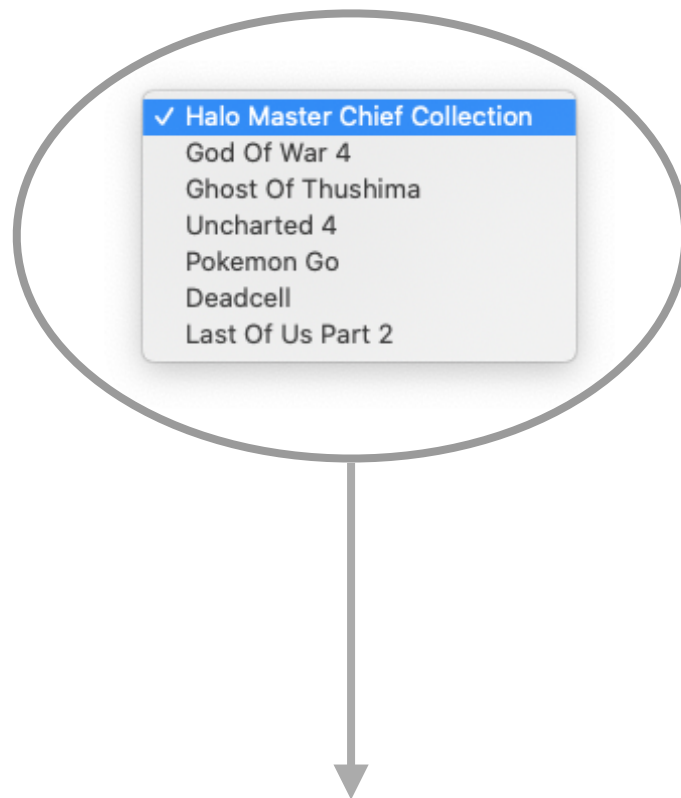 ✓ Halo Master Chief Collection
God Of War 4
Ghost Of Thushima
Uncharted 4
Pokemon Go
Deadcell
Last Of Us Part 2